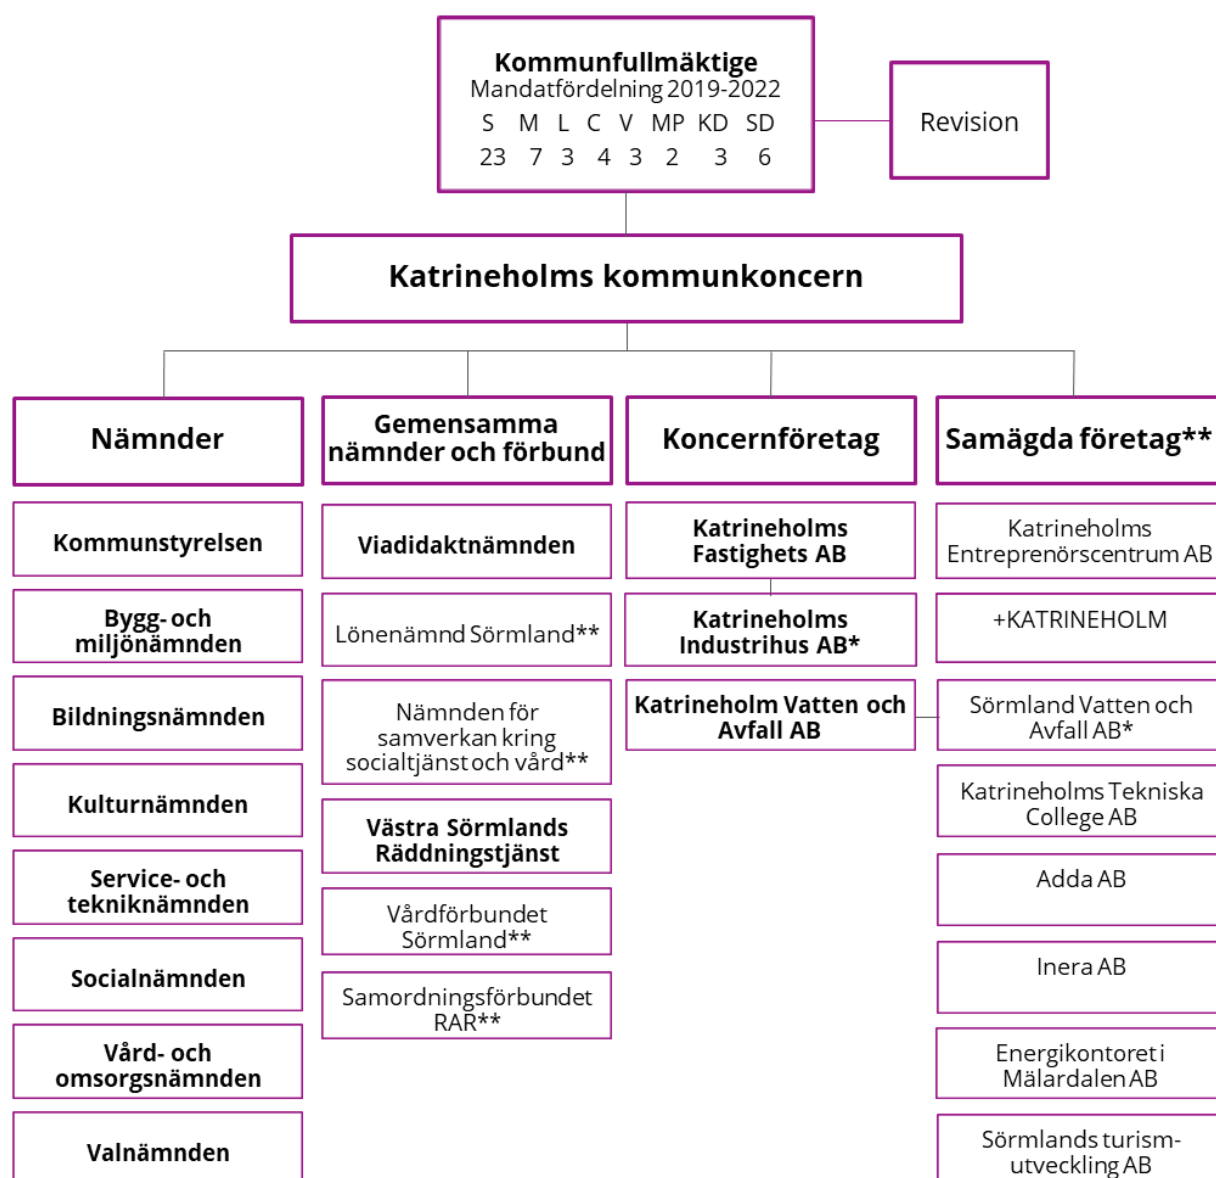 Kommunfullmäktige
Mandatfördelning 2019-2022
S M L C V MP KD SD
23 7 3 4 3 2 3 6
Revision
Katrineholms kommunkoncern
Nämnder
Kommunstyrelsen
Bygg- och
miljönämnden
Bildningsnämnden
Kulturnämnden
Service- och
tekniknämnden
Socialnämnden
Vård- och
omsorgsnämnden
Valnämnden
Gemensamma
nämnder och förbund
Viadidaktnämnden
Lönenämnd Sörmland**
Nämnden för
samverkan kring
socialtjänst och vård**
Västra Sörmlands
Räddningstjänst
Vårdförbundet
Sörmland**
Samordningsförbundet
RAR**
Koncernföretag
Katrineholms
Fastighets AB
Katrineholms
Industrihus AB*
Katrineholm Vatten och
Avfall AB
Samägda företag**
Katrineholms
Entreprenörscentrum AB
+KATRINEHOLM
Sörmland Vatten och
Avfall AB*
Katrineholms Tekniska
College AB
Adda AB
Inera AB
Energikontoret i
Mälardalen AB
Sörmlands turism-
utveckling AB